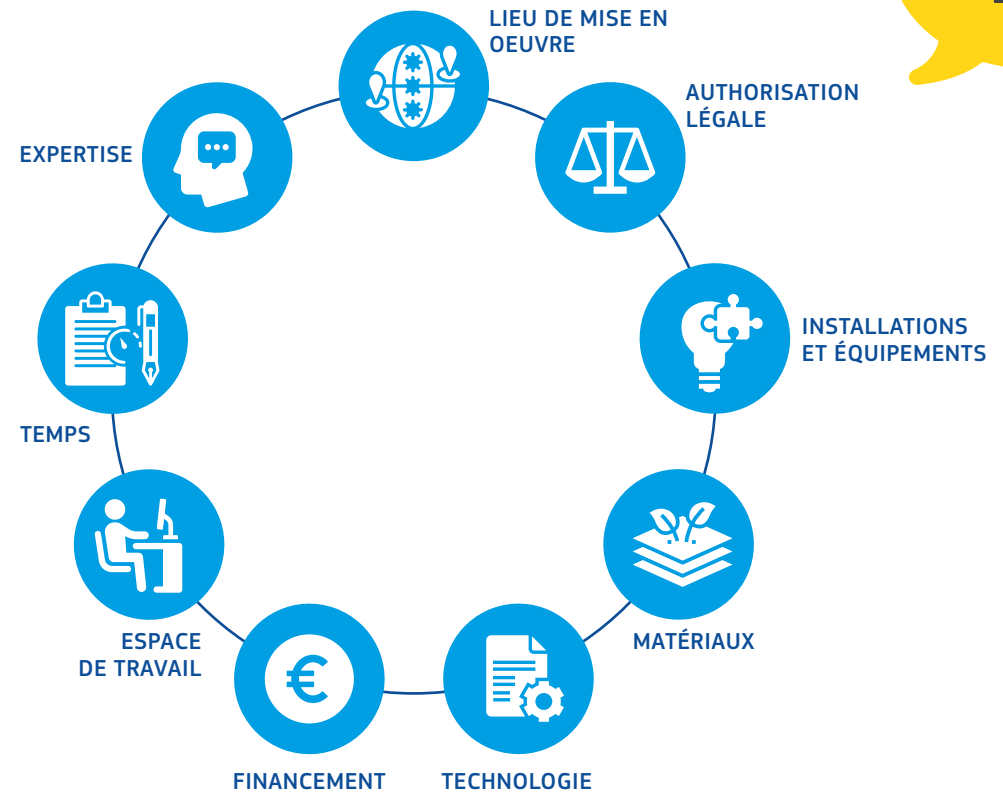 LIEU DE MISE EN
OEUVRE
AUTHORISATION
LÉGALE
INSTALLATIONS
ET ÉQUIPEMENTS
MATÉRIAUX
TECHNOLOGIE
FINANCEMENT
ESPACE
DE TRAVAIL
TEMPS
EXPERTISE
€